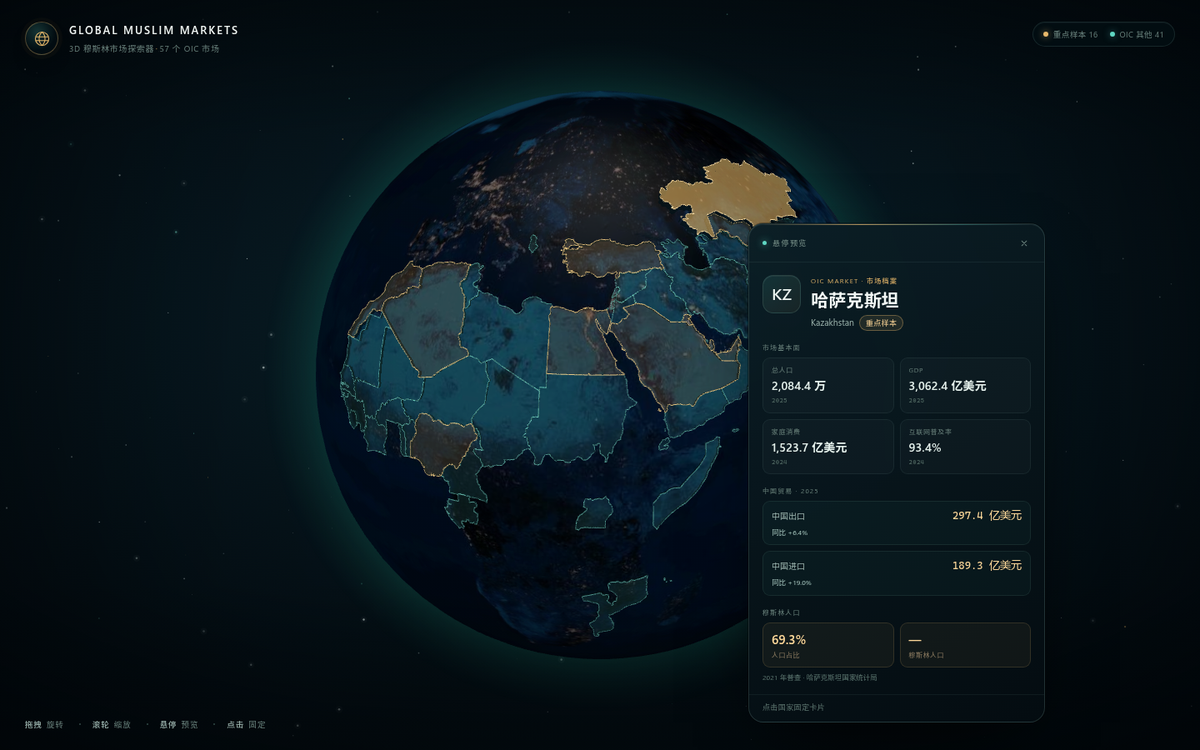 GLOBAL MUSLIM MARKETS
3D 穆斯林市场探索器·57 个 OIC 市场
重点样本 16 OIC 其他 41
悬停预览 ×
KZ
OIC MARKET · 市场档案
哈萨克斯坦
Kazakhstan 重点样本
市场基本面
总人口 GDP
2,084.4 万 3,062.4 亿美元
2025 2025
家庭消费 互联网普及率
1,523.7 亿美元 93.4%
2024 2024
中国贸易 · 2025
中国出口 297.4 亿美元
同比 +6.4%
中国进口 189.3 亿美元
同比 +19.0%
穆斯林人口
69.3% —
人口占比 穆斯林人口
2021 年普查 · 哈萨克斯坦国家统计局
点击国家固定卡片
拖拽 旋转 · 滚轮 缩放 · 悬停 预览 · 点击 固定